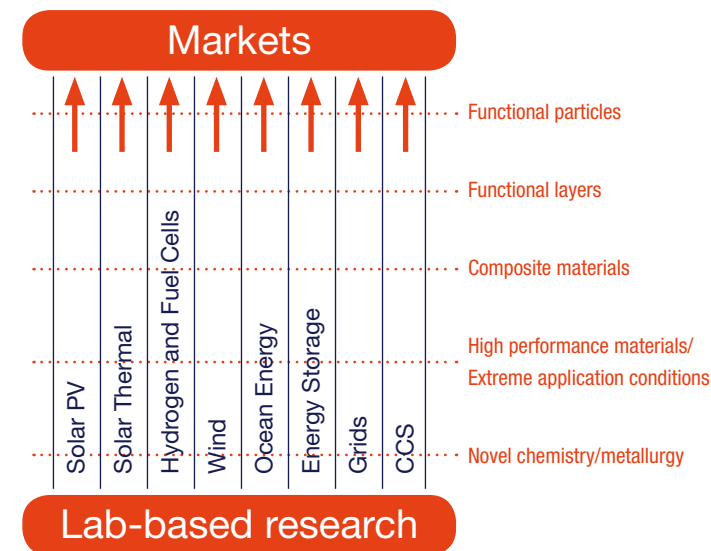 Markets
Functional particles
Functional layers
Composite materials
High performance materials/
Extreme application conditions
Novel chemistry/metallurgy
Solar PV
Solar Thermal
Hydrogen and Fuel Cells
Wind
Ocean Energy
Energy Storage
Grids
CCS
Lab-based research